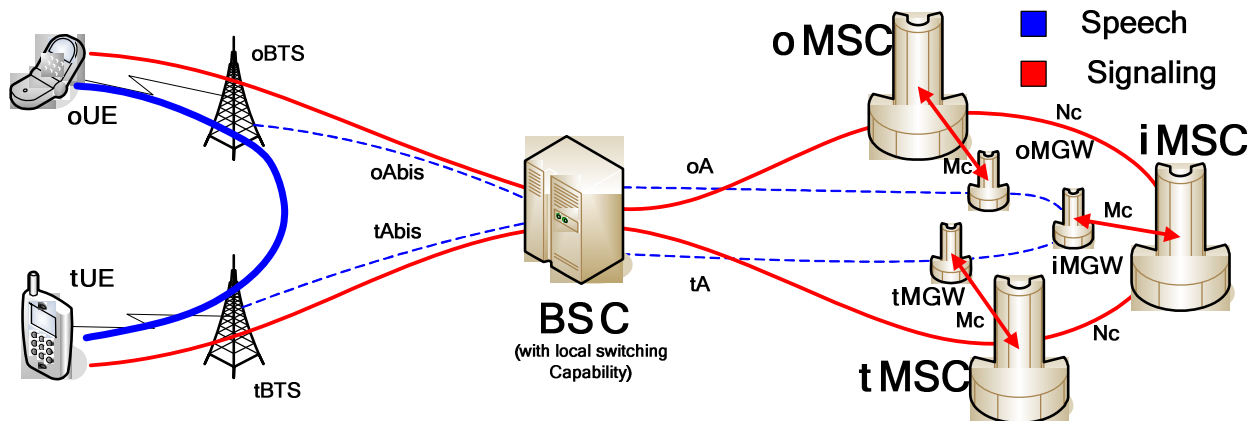 oMSC
Speech
Signaling
oBTS
oUE
Nc
iMSC
oMGW
oAbis
oA
Mc
Mc
tAbis
tUE
iMGW
tA
tMGW
BSC
Mc
Nc
(with local switching
Capability)
tMSC
tBTS